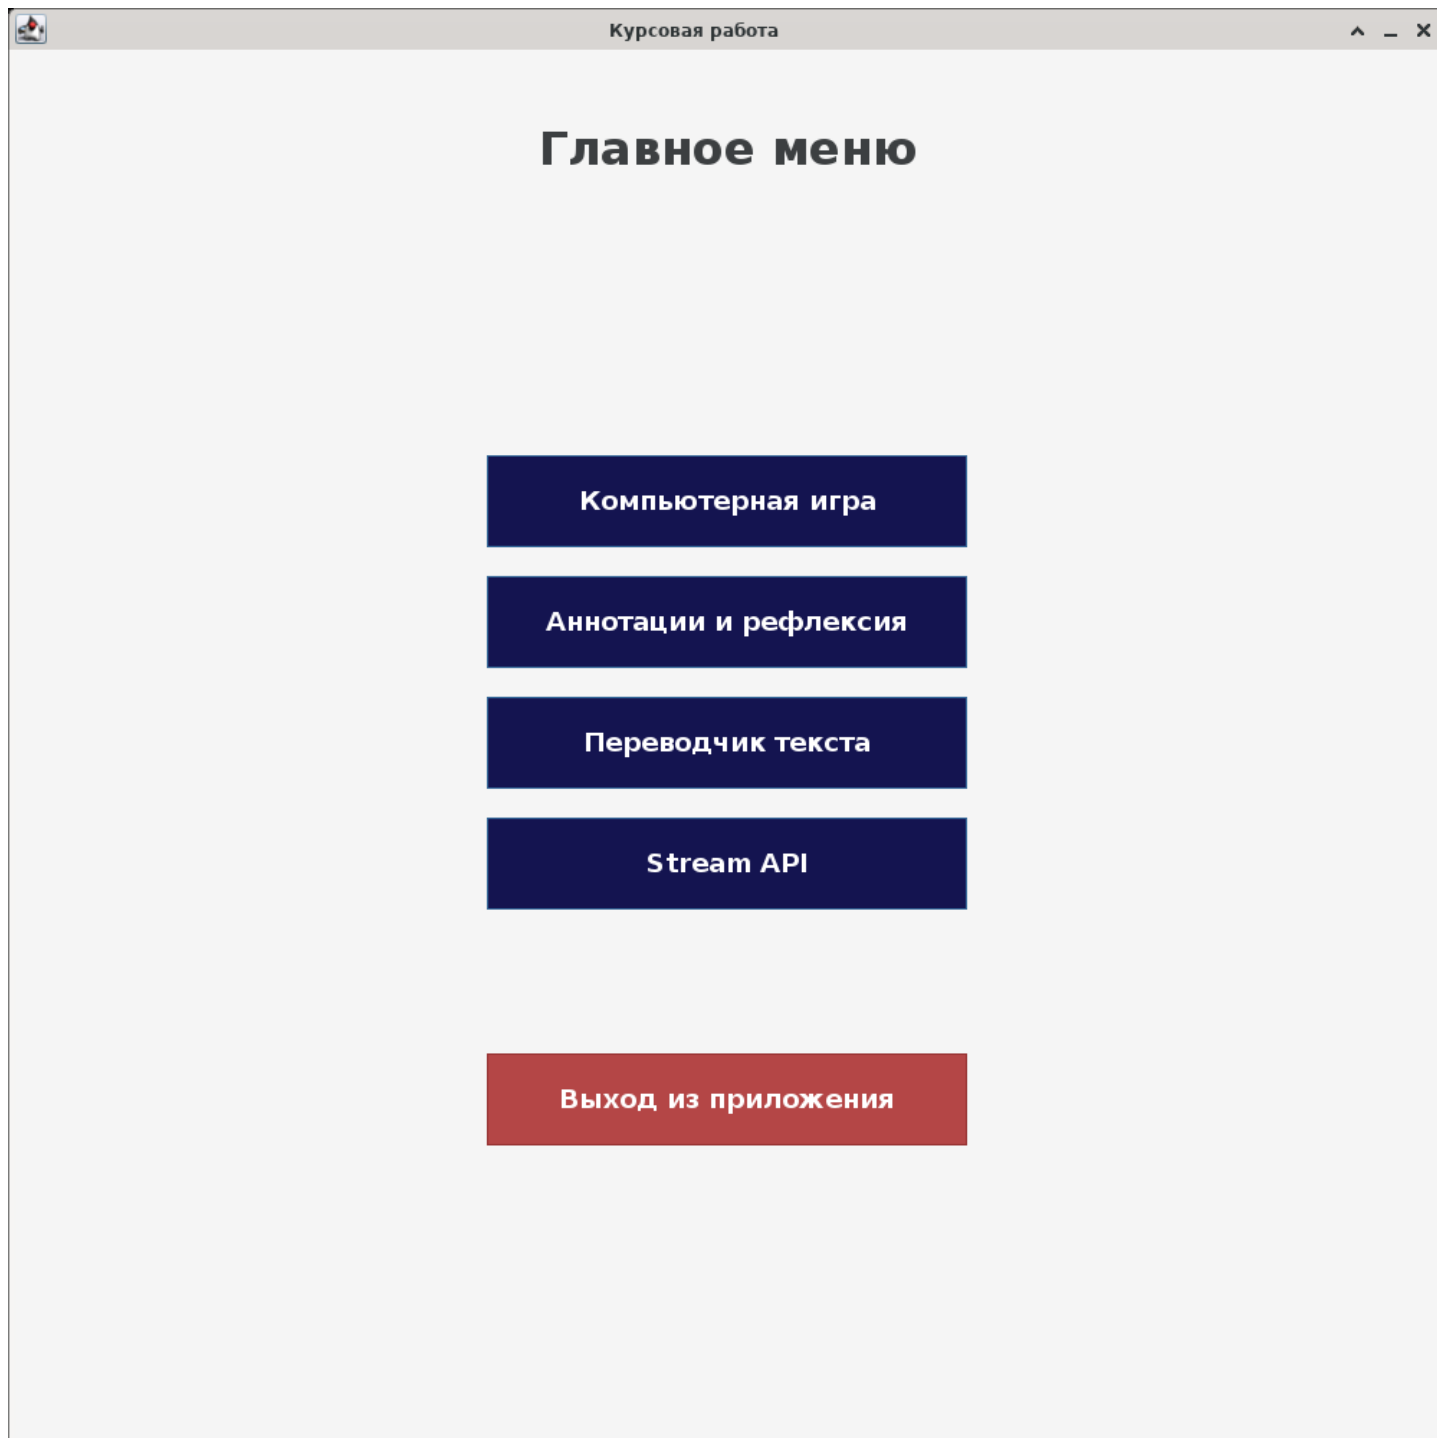 Курсовая работа
Главное меню
Компьютерная игра
Аннотации и рефлексия
Переводчик текста
Stream API
Выход из приложения